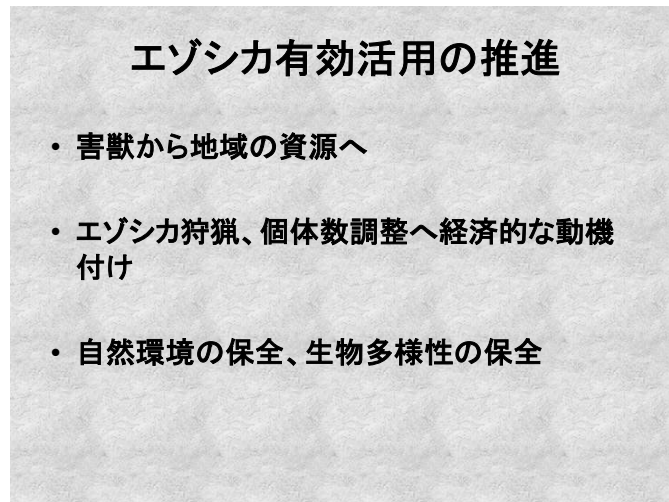 エゾシカ有効活用の推進
• 害獣から地域の資源へ
• エゾシカ狩猟、個体数調整へ経済的な動機
付け
• 自然環境の保全、生物多様性の保全